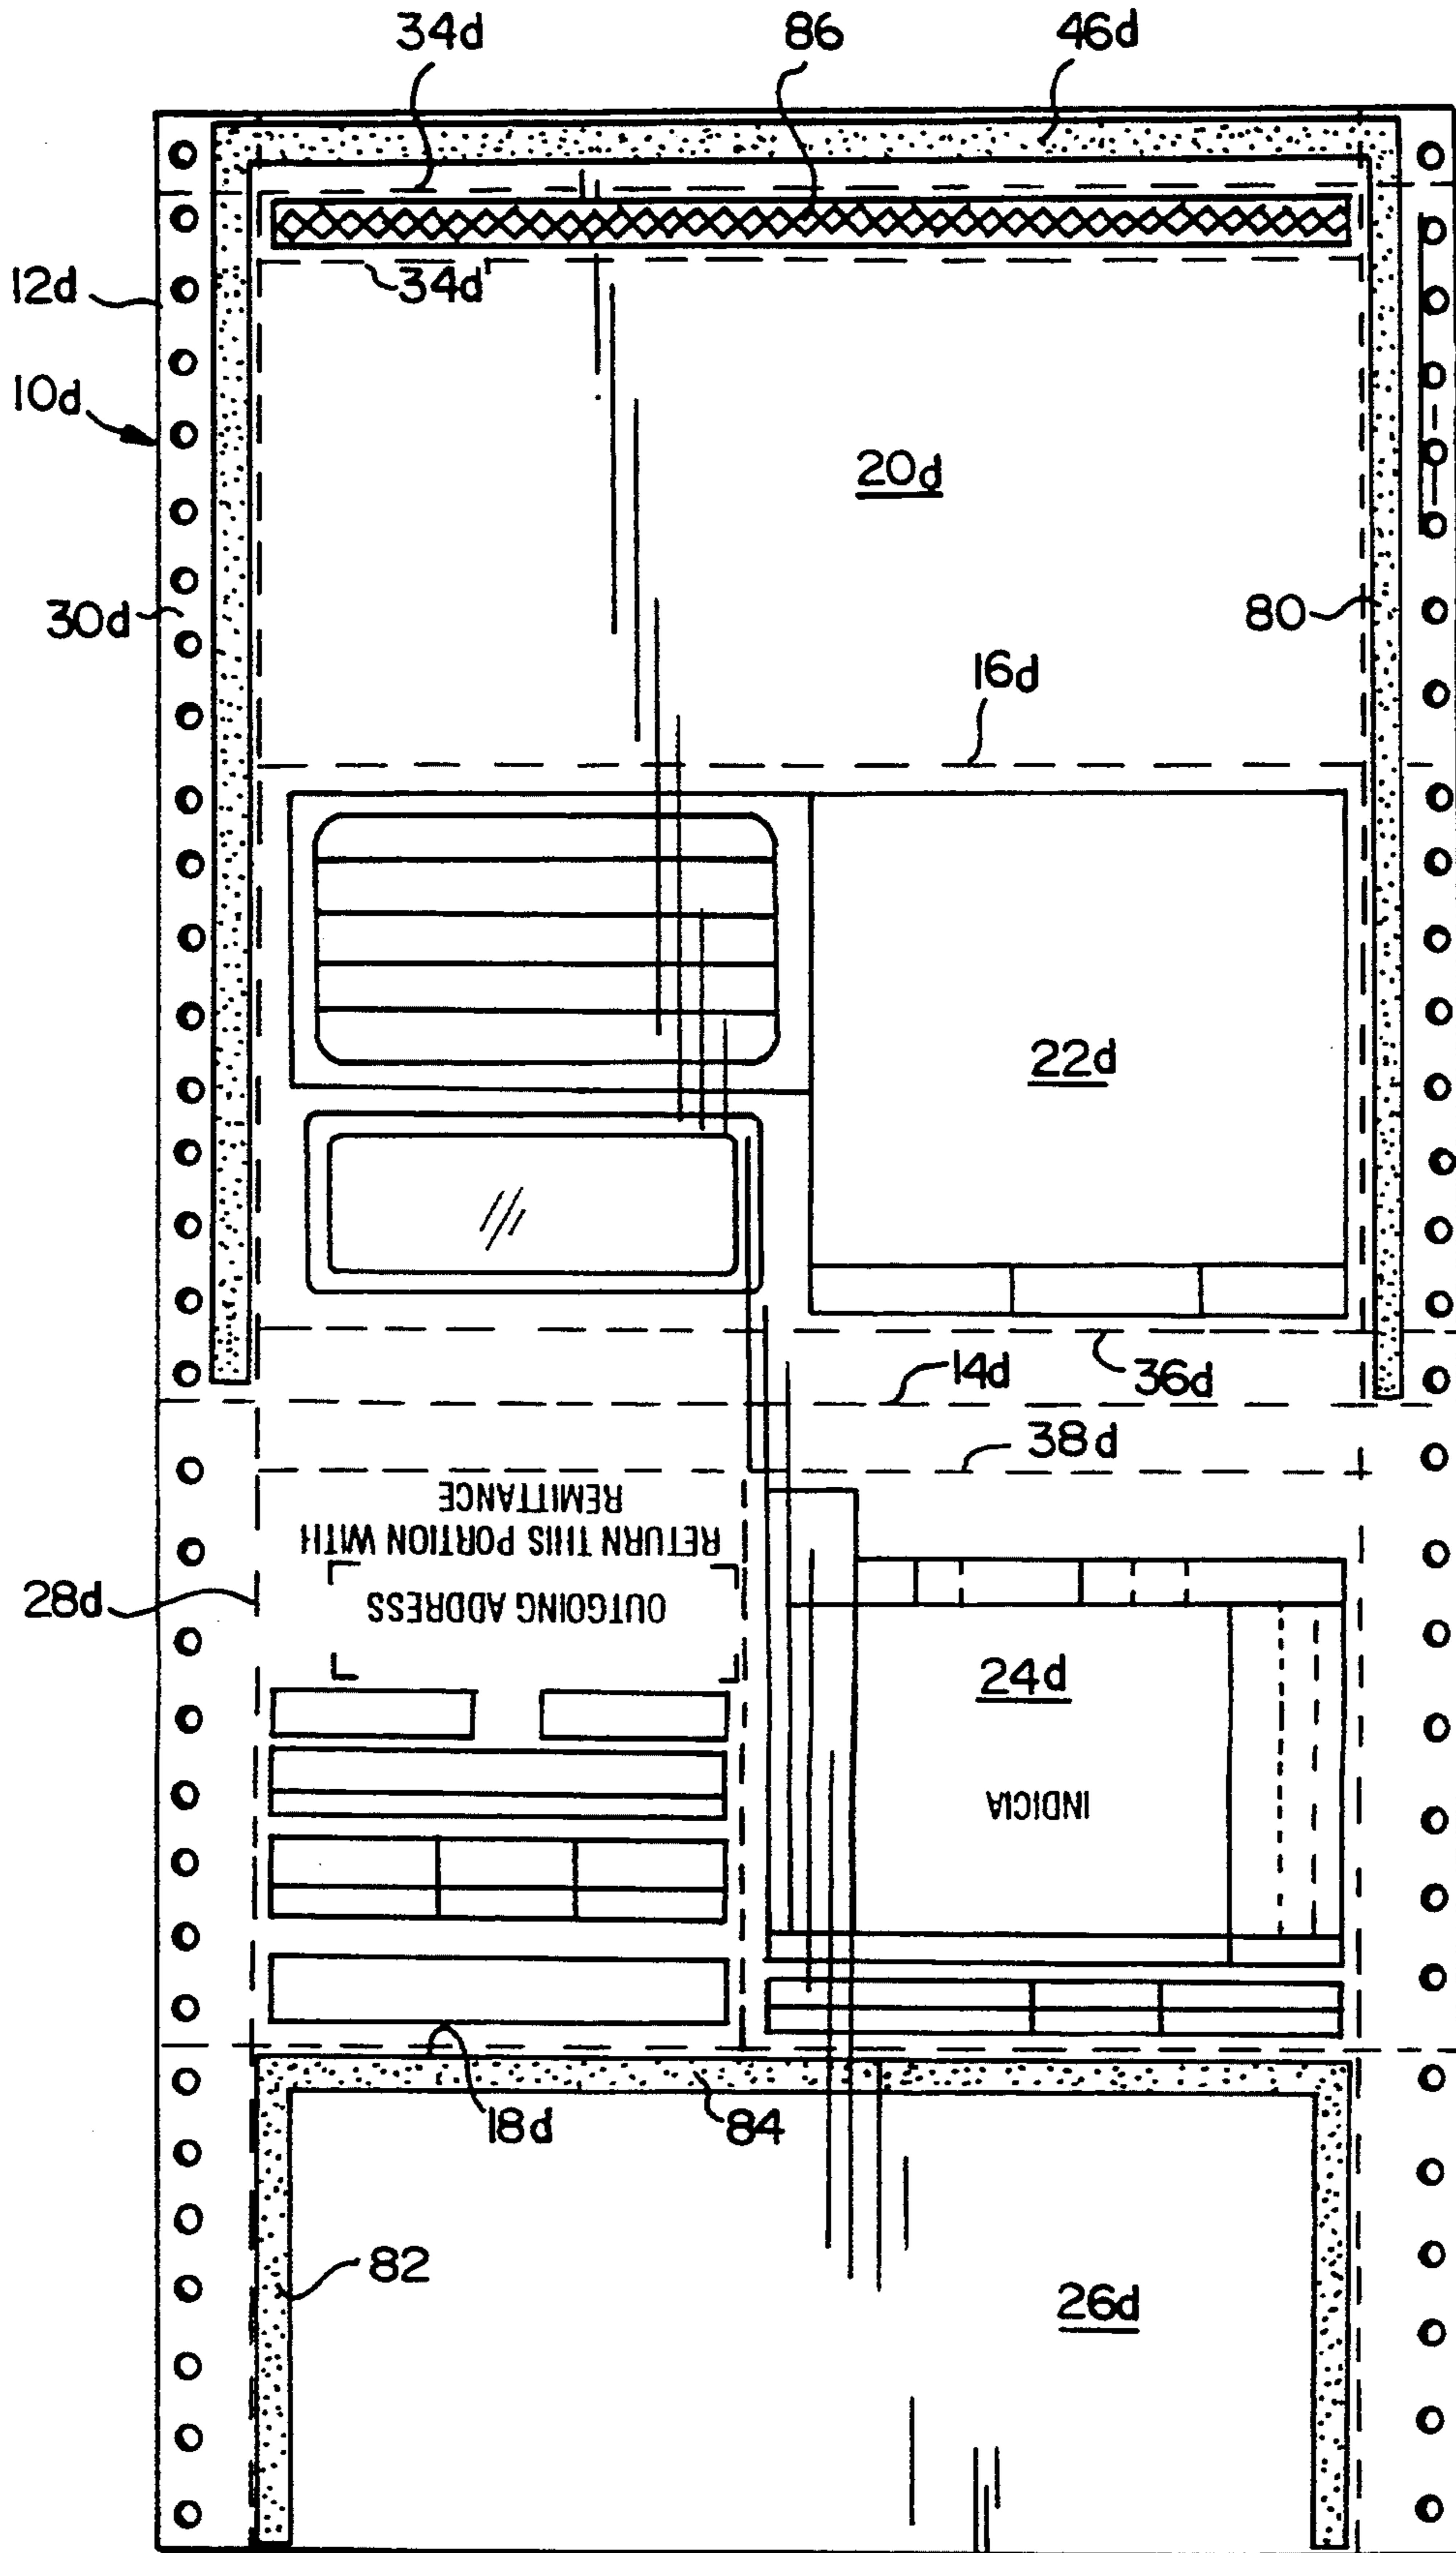 34d
86
46d
12d
34d'
10d
20d
30d
80
16d
22d
14d
36d
38d
RETURN THIS PORTION WITH
REMITTANCE
OUTGOING ADDRESS
28d
24d
INDICIA
18d
84
82
26d